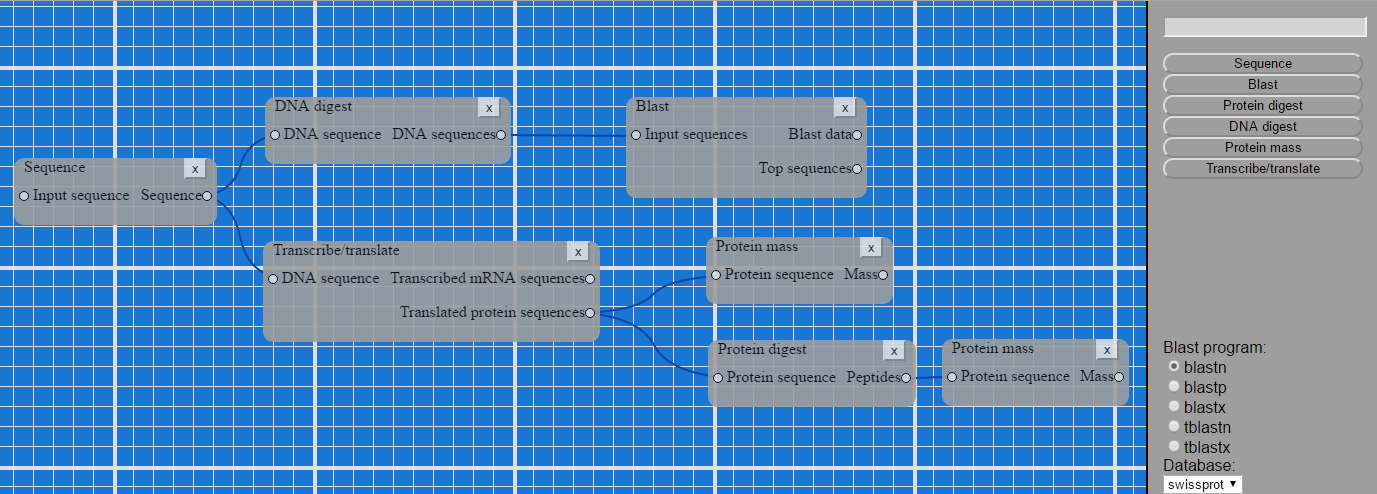 DNA digest x
DNA sequence DNA sequences
Blast x
Input sequences Blast data
Top sequences
Sequence x
Input sequence Sequence
Transcribe/translate x
DNA sequence Transcribed mRNA sequences
Translated protein sequences
Protein mass x
Protein sequence Mass
Protein digest x
Protein sequence Peptides
Protein mass x
Protein sequence Mass
Sequence
Blast
Protein digest
DNA digest
Protein mass
Transcribe/translate
Blast program:
blastn
blastp
blastx
tblastn
tblastx
Database:
swissprot